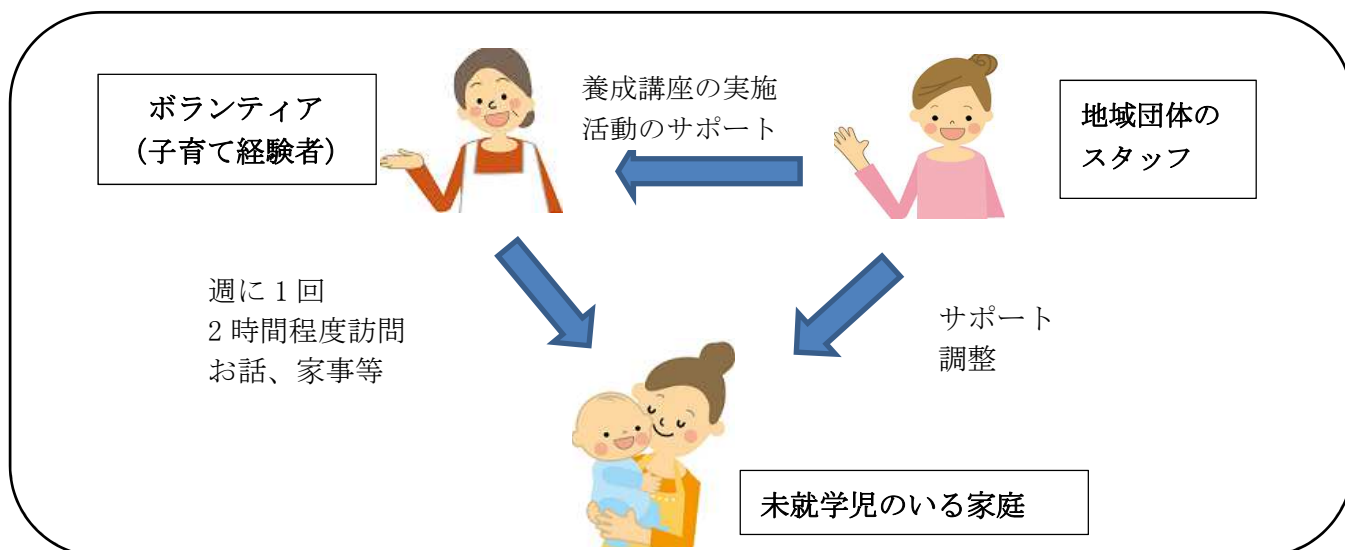 ボランティア
(子育て経験者)
養成講座の実施
活動のサポート
地域団体の
スタッフ
週に1回
2時間程度訪問
お話、家事等
サポート
調整
未就学児のいる家庭